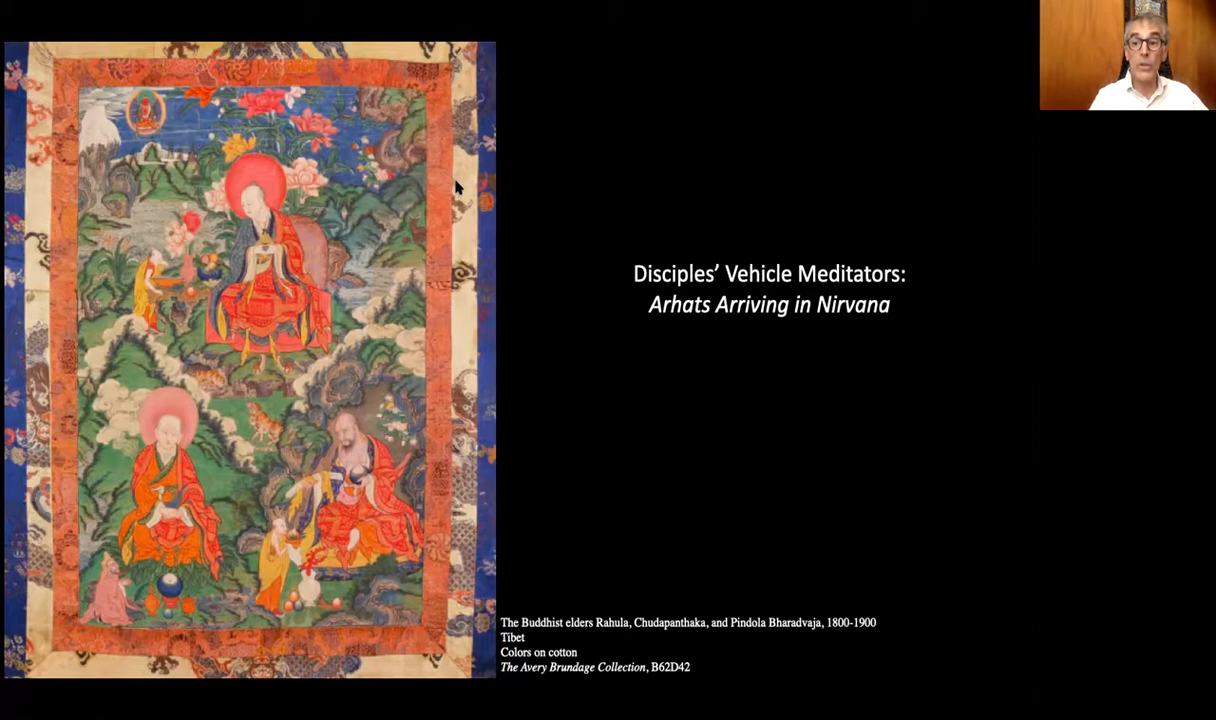 Disciples’ Vehicle Meditators:
Arhats Arriving in Nirvana
The Buddhist elders Rahula, Chudapanthaka, and Pindola Bharadvaja, 1800-1900
Tibet
Colors on cotton
The Avery Brundage Collection, B62D42